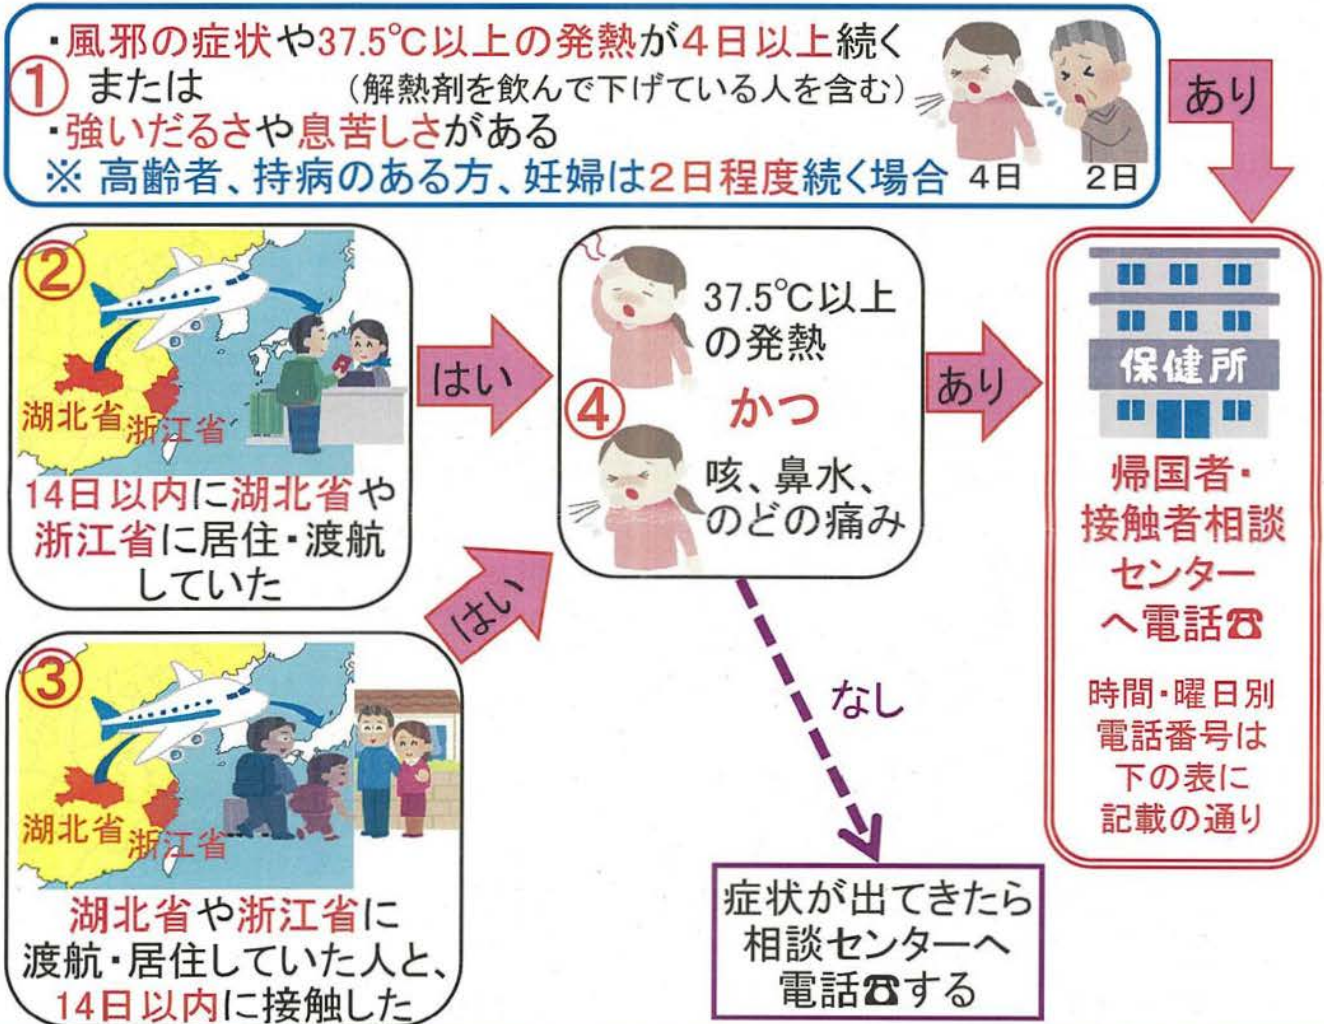 ・風邪の症状や37.5℃以上の発熱が4日以上続く
① または （解熱剤を飲んで下げている人を含む）
・強いだるさや息苦しさがある
※ 高齢者、持病のある方、妊婦は2日程度続く場合
4日 2日
あり
②
湖北省 浙江省
14日以内に湖北省や
浙江省に居住・渡航
していた
はい
③
湖北省 浙江省
湖北省や浙江省に
渡航・居住していた人と、
14日以内に接触した
はい
④
37.5℃以上
の発熱
かつ
咳、鼻水、
のどの痛み
あり
なし
症状が出てきたら
相談センターへ
電話☎する
保健所
帰国者・
接触者相談
センター
へ電話☎
時間・曜日別
電話番号は
下の表に
記載の通り